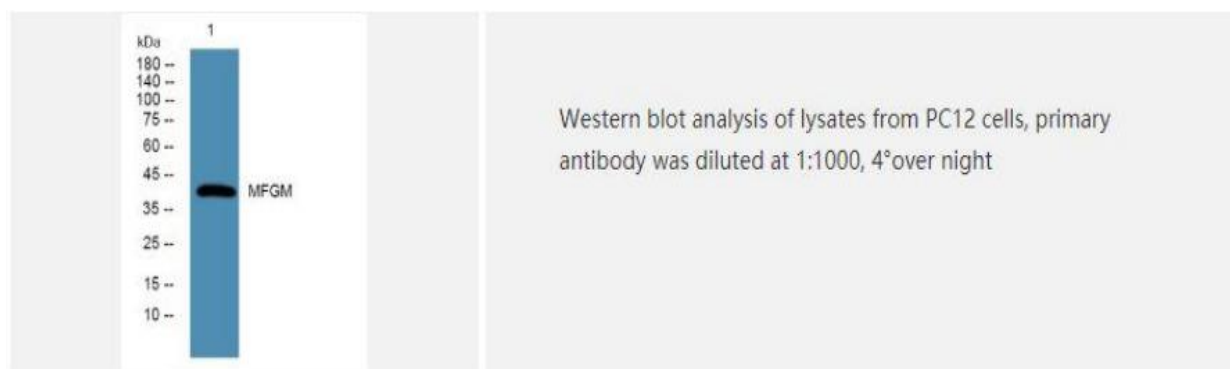 1
kDa
180 --
140 --
100 --
75 --
60 --
45 --
MFGM
35 --
25 --
15 --
10 --
Western blot analysis of lysates from PC12 cells, primary
antibody was diluted at 1:1000, 4°over night